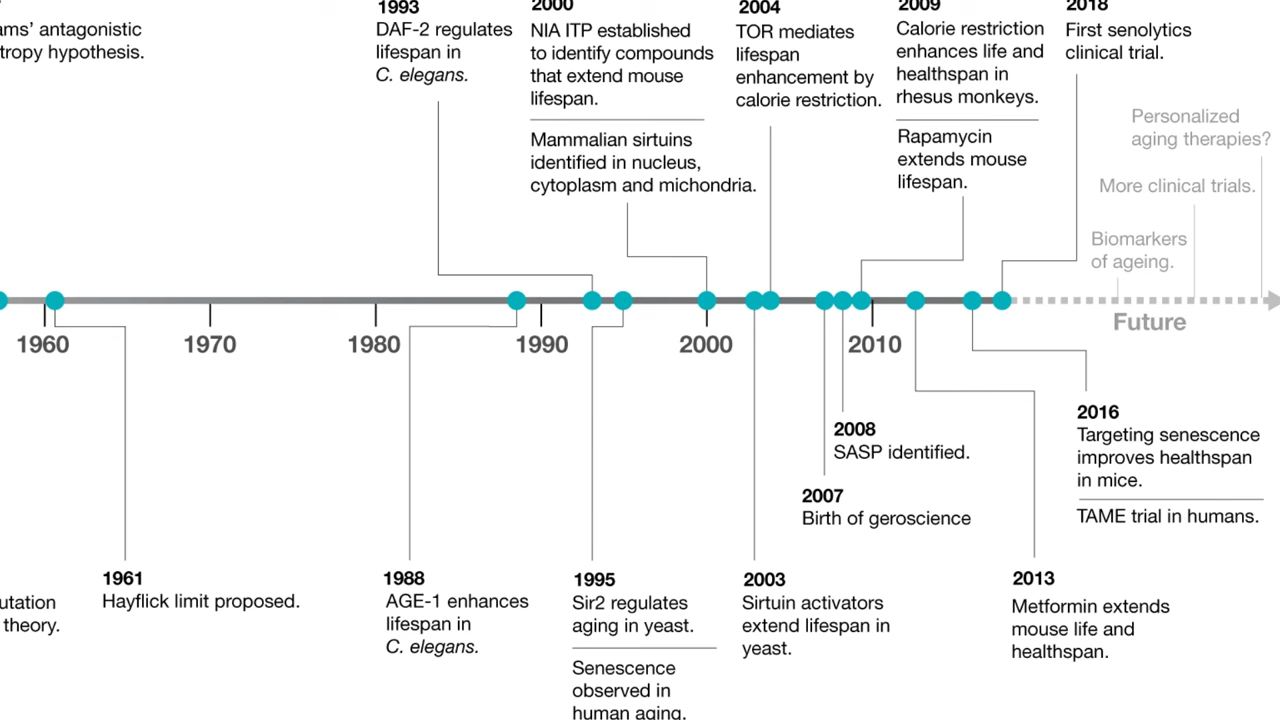 1993
DAF-2 regulates
lifespan in
C. elegans.
2000
NIA ITP established
to identify compounds
that extend mouse
lifespan.
Mammalian sirtuins
identified in nucleus,
cytoplasm and michondria.
2004
TOR mediates
lifespan
enhancement by
calorie restriction.
2009
Calorie restriction
enhances life and
healthspan in
rhesus monkeys.
Rapamycin
extends mouse
lifespan.
2018
First senolytics
clinical trial.
ams’ antagonistic
tropy hypothesis.
Personalized
aging therapies?
More clinical trials.
Biomarkers
of ageing.
Future
1960
1970
1980
1990
2000
2010
utation
theory.
1961
Hayflick limit proposed.
1988
AGE-1 enhances
lifespan in
C. elegans.
1995
Sir2 regulates
aging in yeast.
Senescence
observed in
human aging.
2003
Sirtuin activators
extend lifespan in
yeast.
2007
Birth of geroscience
2008
SASP identified.
2013
Metformin extends
mouse life and
healthspan.
2016
Targeting senescence
improves healthspan
in mice.
TAME trial in humans.